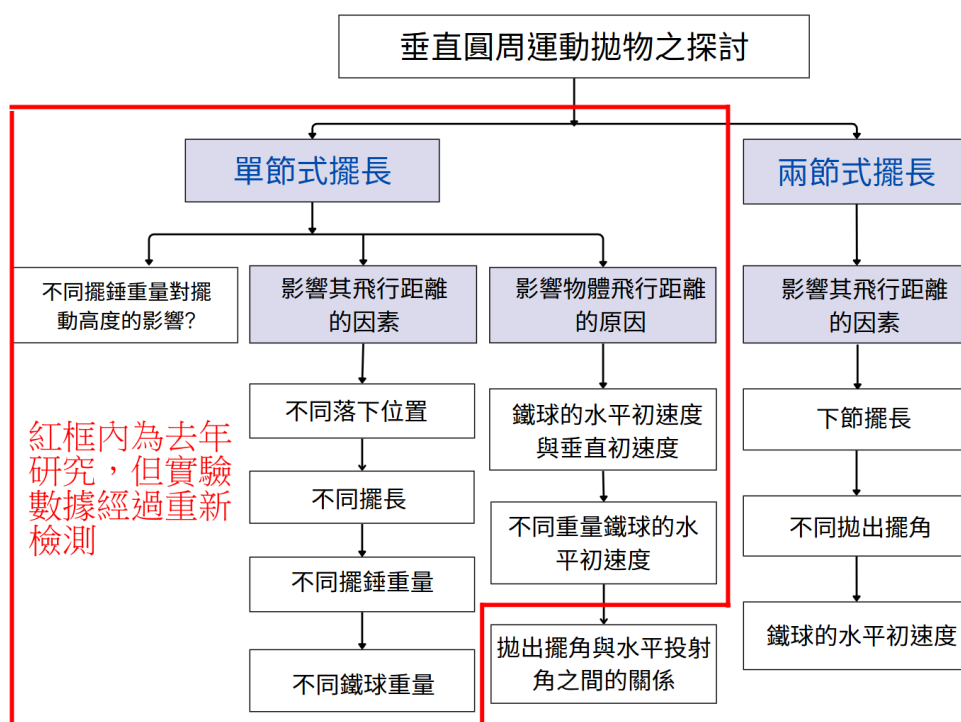 垂直圓周運動拋物之探討
單節式擺長
兩節式擺長
不同擺錘重量對擺
動高度的影響?
影響其飛行距離
的因素
影響物體飛行距離
的原因
影響其飛行距離
的因素
不同落下位置
不同擺長
不同擺錘重量
不同鐵球重量
鐵球的水平初速度
與垂直初速度
不同重量鐵球的水
平初速度
拋出擺角與水平投射
角之間的關係
下節擺長
不同拋出擺角
鐵球的水平初速度
紅框內為去年
研究，但實驗
數據經過重新
檢測